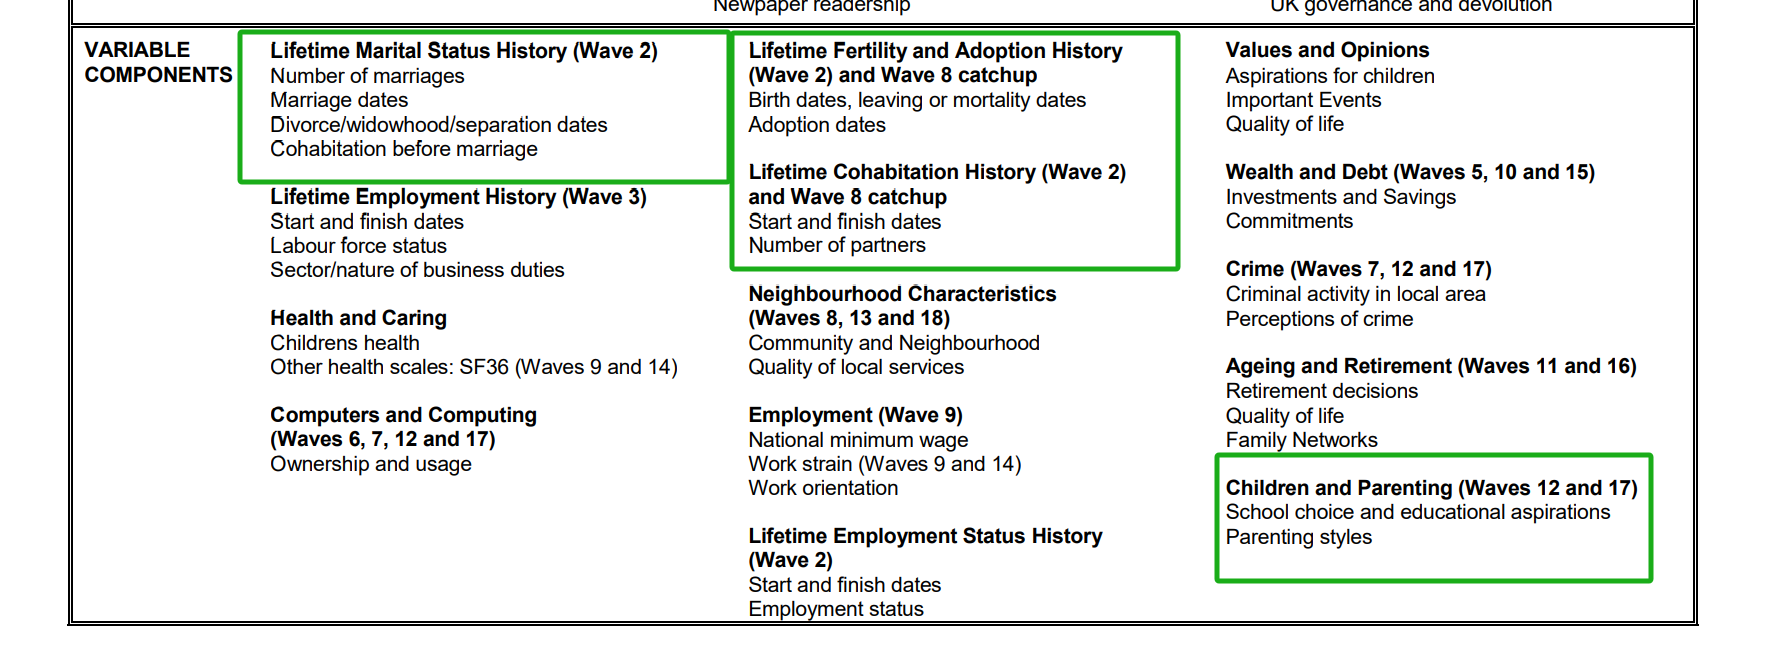 Newpaper readership
UK governance and devolution
VARIABLE
COMPONENTS
Lifetime Marital Status History (Wave 2)
Number of marriages
Marriage dates
Divorce/widowhood/separation dates
Cohabitation before marriage
Lifetime Employment History (Wave 3)
Start and finish dates
Labour force status
Sector/nature of business duties
Health and Caring
Childrens health
Other health scales: SF36 (Waves 9 and 14)
Computers and Computing
(Waves 6, 7, 12 and 17)
Ownership and usage
Lifetime Fertility and Adoption History
(Wave 2) and Wave 8 catchup
Birth dates, leaving or mortality dates
Adoption dates
Lifetime Cohabitation History (Wave 2)
and Wave 8 catchup
Start and finish dates
Number of partners
Neighbourhood Characteristics
(Waves 8, 13 and 18)
Community and Neighbourhood
Quality of local services
Employment (Wave 9)
National minimum wage
Work strain (Waves 9 and 14)
Work orientation
Lifetime Employment Status History
(Wave 2)
Start and finish dates
Employment status
Values and Opinions
Aspirations for children
Important Events
Quality of life
Wealth and Debt (Waves 5, 10 and 15)
Investments and Savings
Commitments
Crime (Waves 7, 12 and 17)
Criminal activity in local area
Perceptions of crime
Ageing and Retirement (Waves 11 and 16)
Retirement decisions
Quality of life
Family Networks
Children and Parenting (Waves 12 and 17)
School choice and educational aspirations
Parenting styles